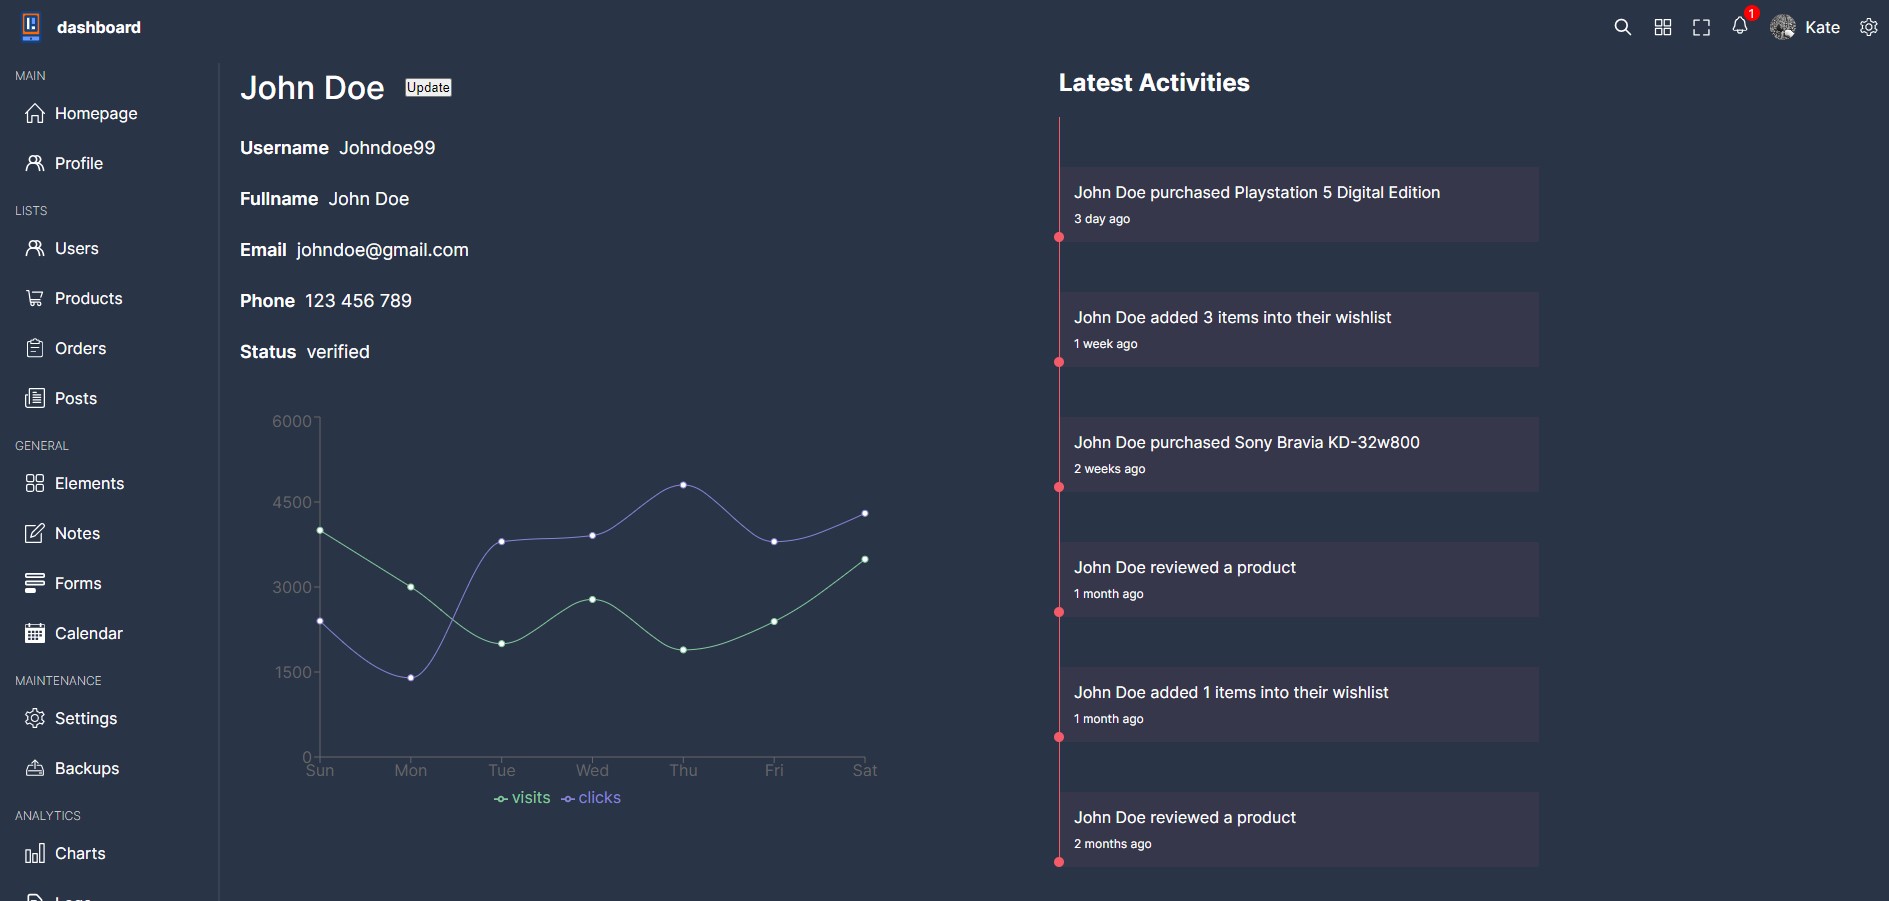 dashboard
1
Kate
MAIN
Homepage
Profile
LISTS
Users
Products
Orders
Posts
GENERAL
Elements
Notes
Forms
Calendar
MAINTENANCE
Settings
Backups
ANALYTICS
Charts
John Doe Update
Username Johndoe99
Fullname John Doe
Email johndoe@gmail.com
Phone 123 456 789
Status verified
6000
4500
3000
1500
0
Sun Mon Tue Wed Thu Fri Sat
visits clicks
Latest Activities
John Doe purchased Playstation 5 Digital Edition
3 day ago
John Doe added 3 items into their wishlist
1 week ago
John Doe purchased Sony Bravia KD-32w800
2 weeks ago
John Doe reviewed a product
1 month ago
John Doe added 1 items into their wishlist
1 month ago
John Doe reviewed a product
2 months ago